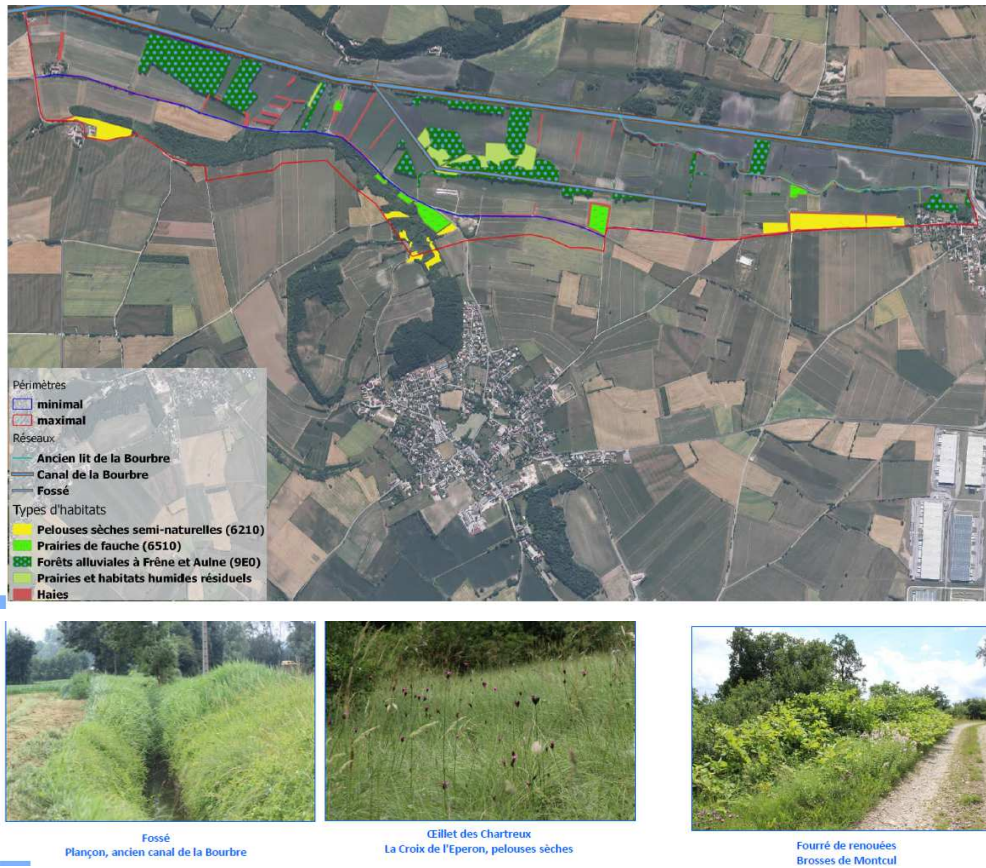 Périmètres
minimal
maximal
Réseaux
Ancien lit de la Bourbre
Canal de la Bourbre
Fossé
Types d'habitats
Pelouses sèches semi-naturelles (6210)
Prairies de fauche (6510)
Forêts alluviales à Frêne et Aulne (9E0)
Prairies et habitats humides résiduels
Haies
Fossé
Plançon, ancien canal de la Bourbre
Œillet des Chartreux
La Croix de l'Eperon, pelouses sèches
Fourré de renouées
Brosses de Montcul